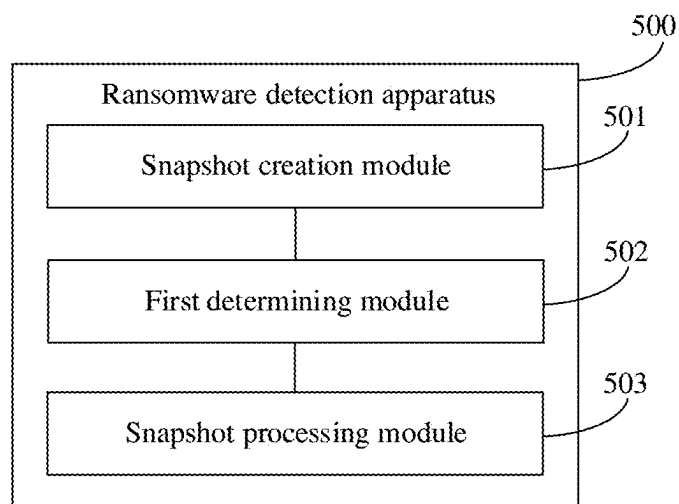 500
Ransomware detection apparatus
501
Snapshot creation module
502
First determining module
503
Snapshot processing module